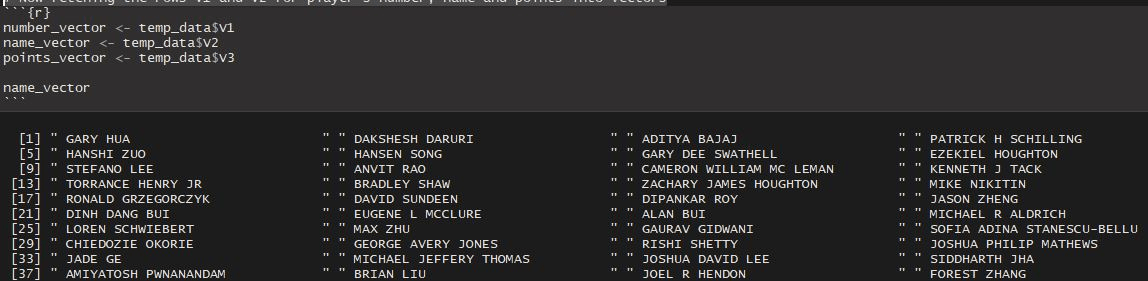 # Now fetching the rows V1 and V2 for player's number, name and points into vectors
```{r}
number_vector <- temp_data$V1
name_vector <- temp_data$V2
points_vector <- temp_data$V3
name_vector
```
[1] " GARY HUA " " DAKSHESH DARURI " " ADITYA BAJAJ " " PATRICK H SCHILLING
[5] " HANSHI ZUO " " HANSEN SONG " " GARY DEE SWATHELL " " EZEKIEL HOUGHTON
[9] " STEFANO LEE " " ANVIT RAO " " CAMERON WILLIAM MC LEMAN " " KENNETH J TACK
[13] " TORRANCE HENRY JR " " BRADLEY SHAW " " ZACHARY JAMES HOUGHTON " " MIKE NIKITIN
[17] " RONALD GRZEGORCZYK " " DAVID SUNDEEN " " DIPANKAR ROY " " JASON ZHENG
[21] " DINH DANG BUI " " EUGENE L MCCLURE " " ALAN BUI " " MICHAEL R ALDRICH
[25] " LOREN SCHWIEBERT " " MAX ZHU " " GAURAV GIDWANI " " SOFIA ADINA STANESCU-BELLU
[29] " CHIEDOZIE OKORIE " " GEORGE AVERY JONES " " RISHI SHETTY " " JOSHUA PHILIP MATHEWS
[33] " JADE GE " " MICHAEL JEFFERY THOMAS " " JOSHUA DAVID LEE " " SIDDHARTH JHA
[37] " AMIYATOSH PWNANANDAM " " BRIAN LIU " " JOEL R HENDON " " FOREST ZHANG